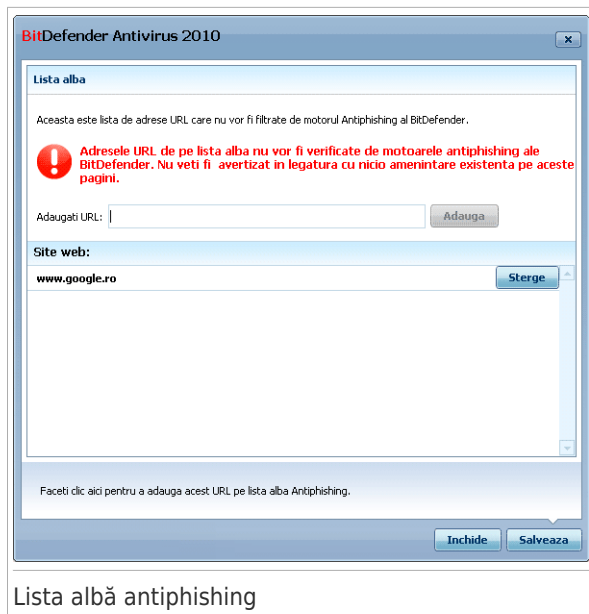 BitDefender Antivirus 2010
Lista alba
Aceasta este lista de adrese URL care nu vor fi filtrate de motorul Antiphishing al BitDefender.
Adresele URL de pe lista alba nu vor fi verificate de motoarele antiphishing ale
BitDefender. Nu veti fi avertizat in legatura cu nicio amenintare existenta pe aceste
pagini.
Adaugati URL:
Adauga
Site web:
www.google.ro
Sterge
Faceti clic aici pentru a adauga acest URL pe lista alba Antiphishing.
Inchide
Salveaza
Lista albă antiphishing